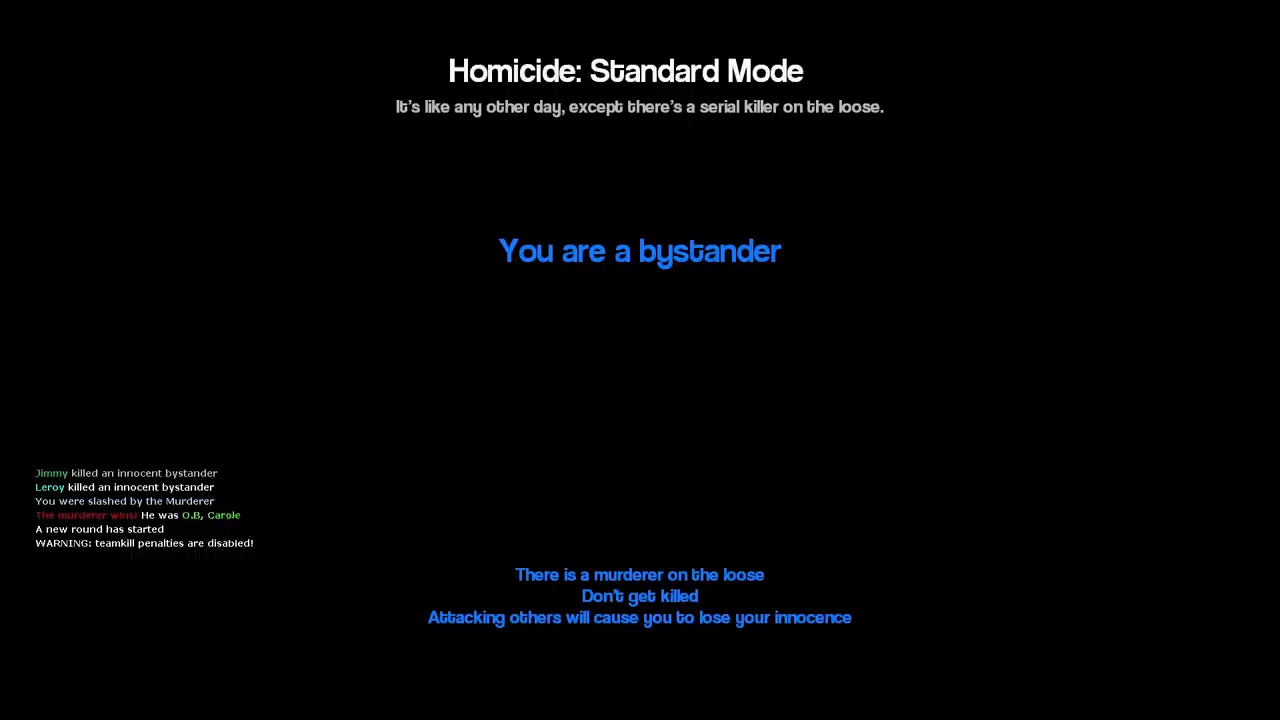 Homicide: Standard Mode
It's like any other day, except there's a serial killer on the loose.
You are a bystander
Jimmy killed an innocent bystander
Leroy killed an innocent bystander
You were slashed by the Murderer
The murderer wins! He was O.B, Carole
A new round has started
WARNING: teamkill penalties are disabled!
There is a murderer on the loose
Don't get killed
Attacking others will cause you to lose your innocence